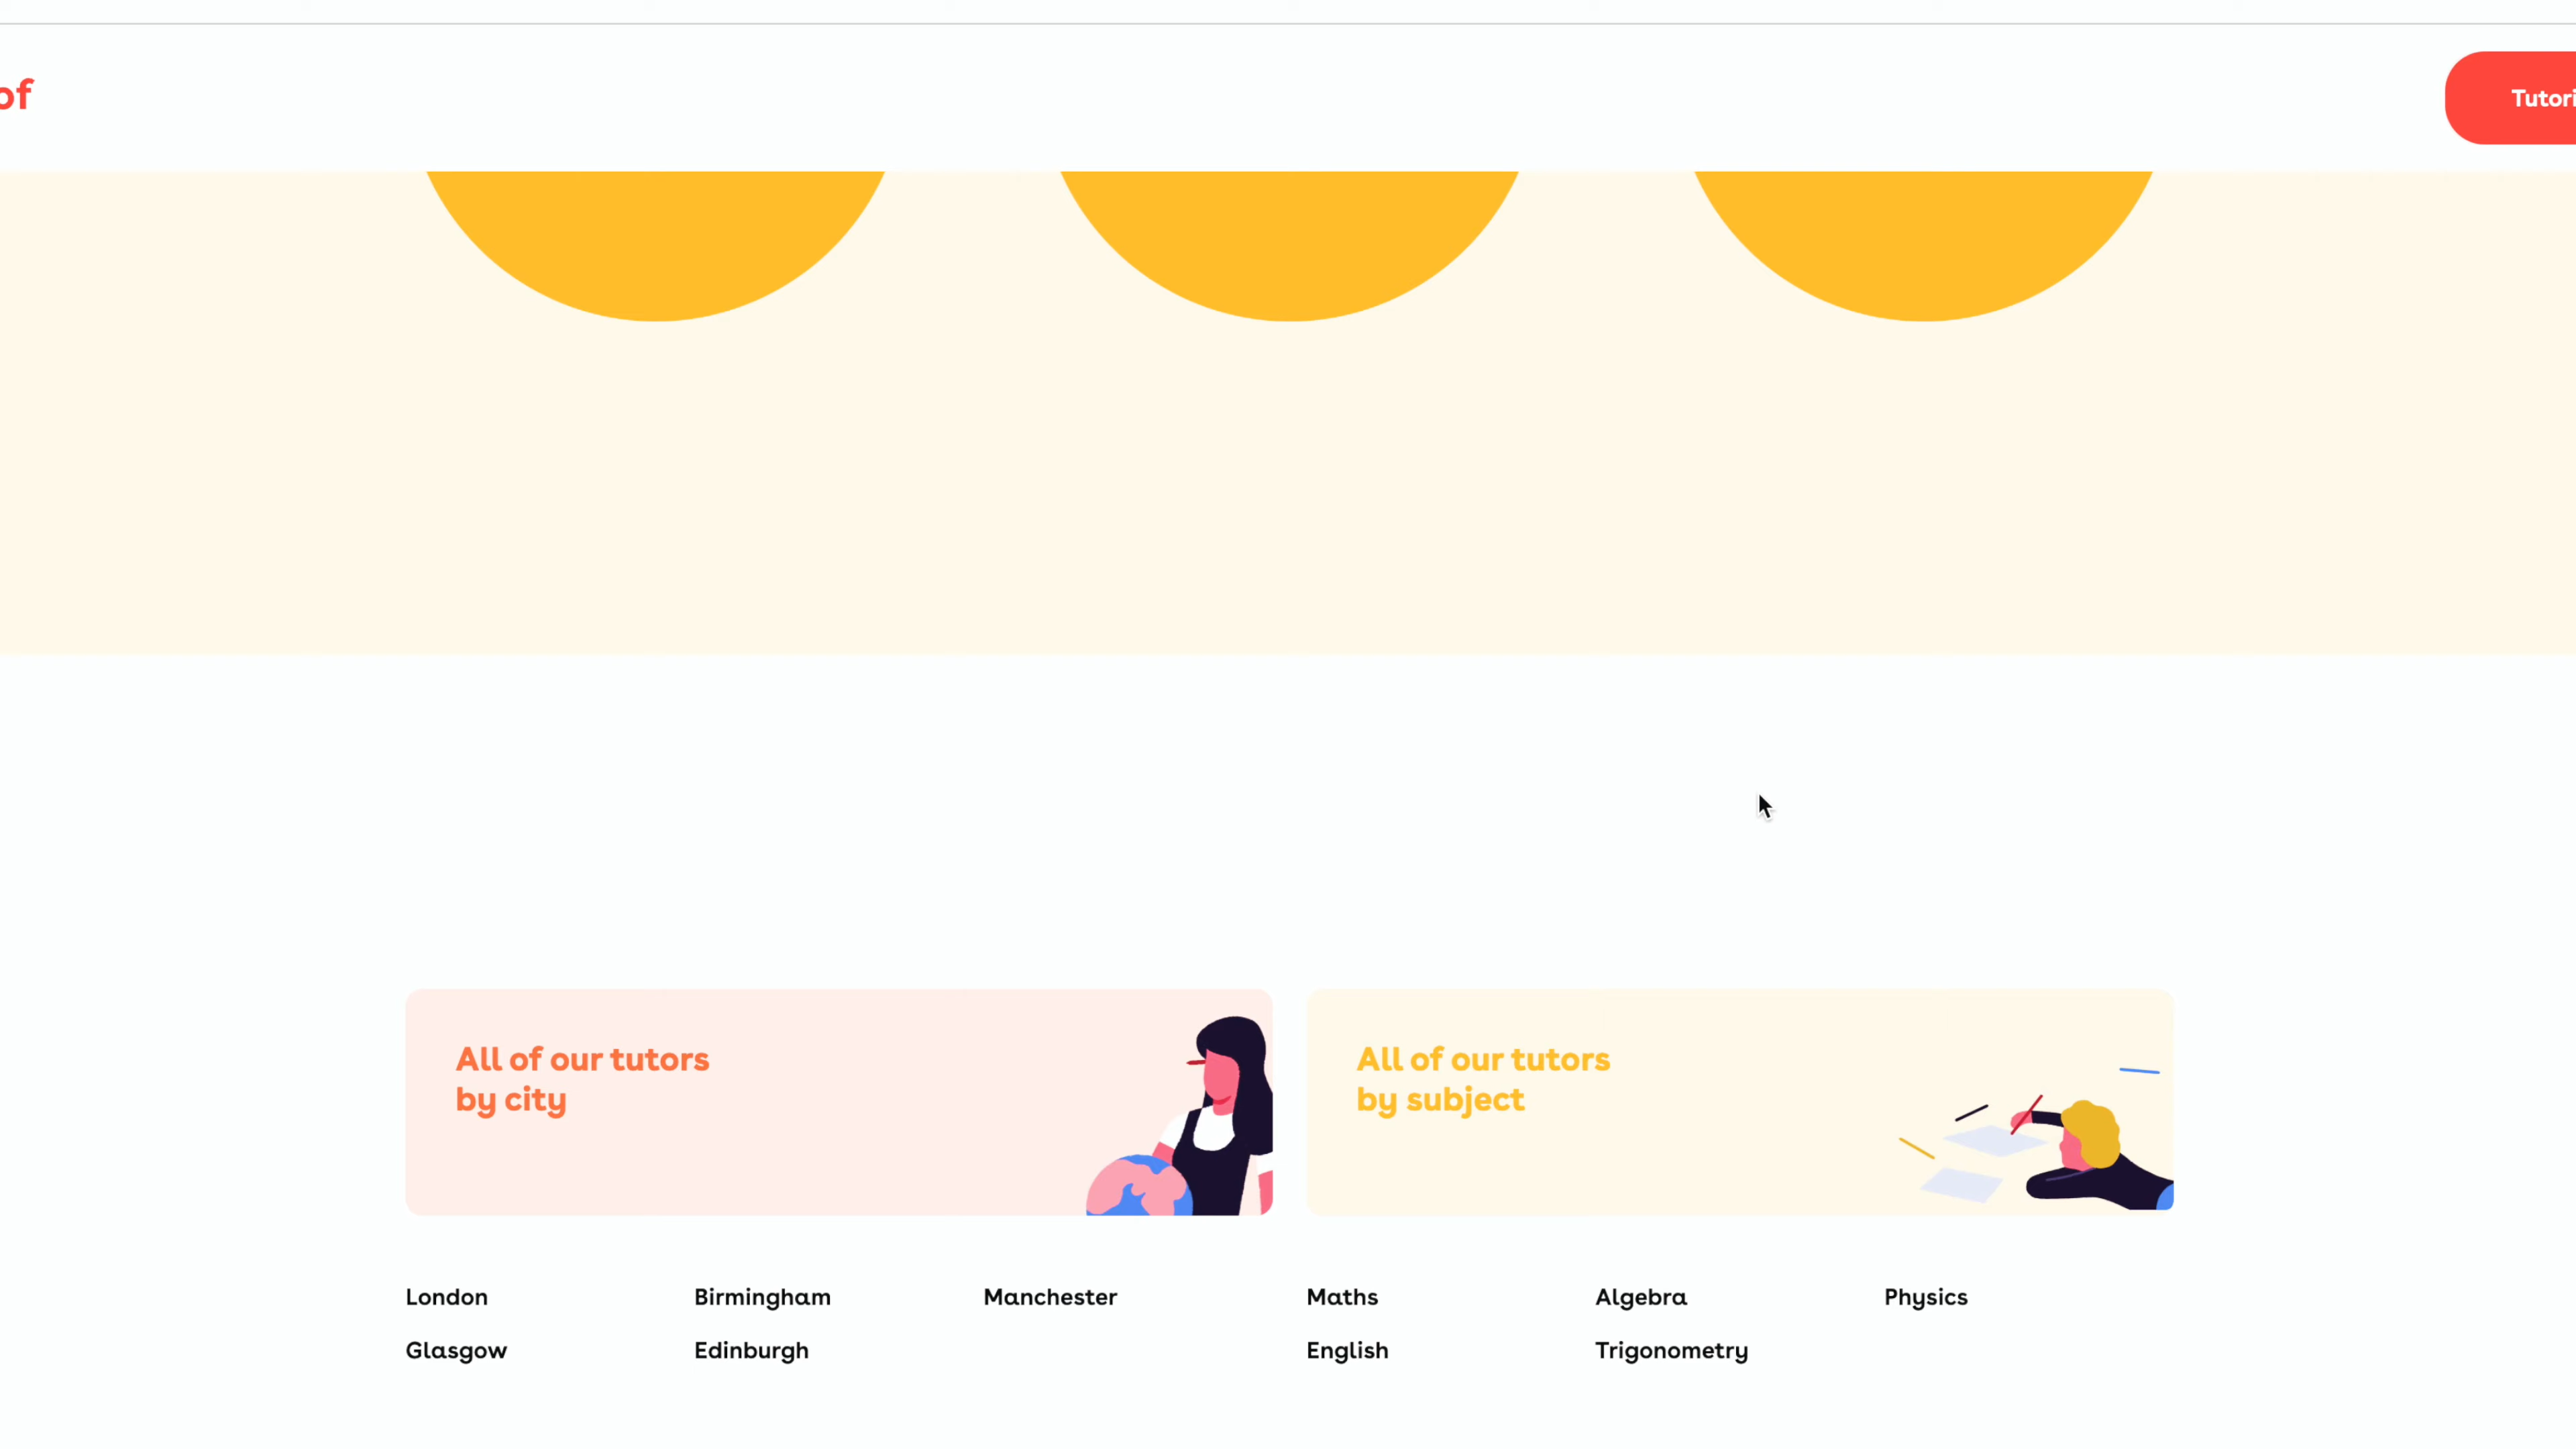 of
Tutori
All of our tutors
by city
All of our tutors
by subject
London
Birmingham
Manchester
Maths
Algebra
Physics
Glasgow
Edinburgh
English
Trigonometry